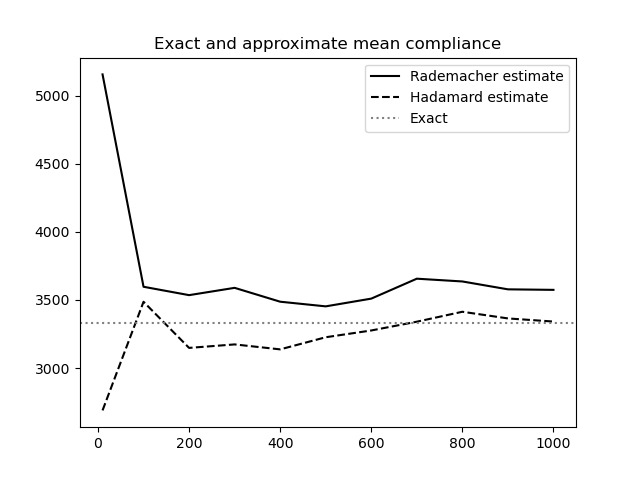 Exact and approximate mean compliance
Rademacher estimate
Hadamard estimate
Exact
5000
4500
4000
3500
3000
0 200 400 600 800 1000